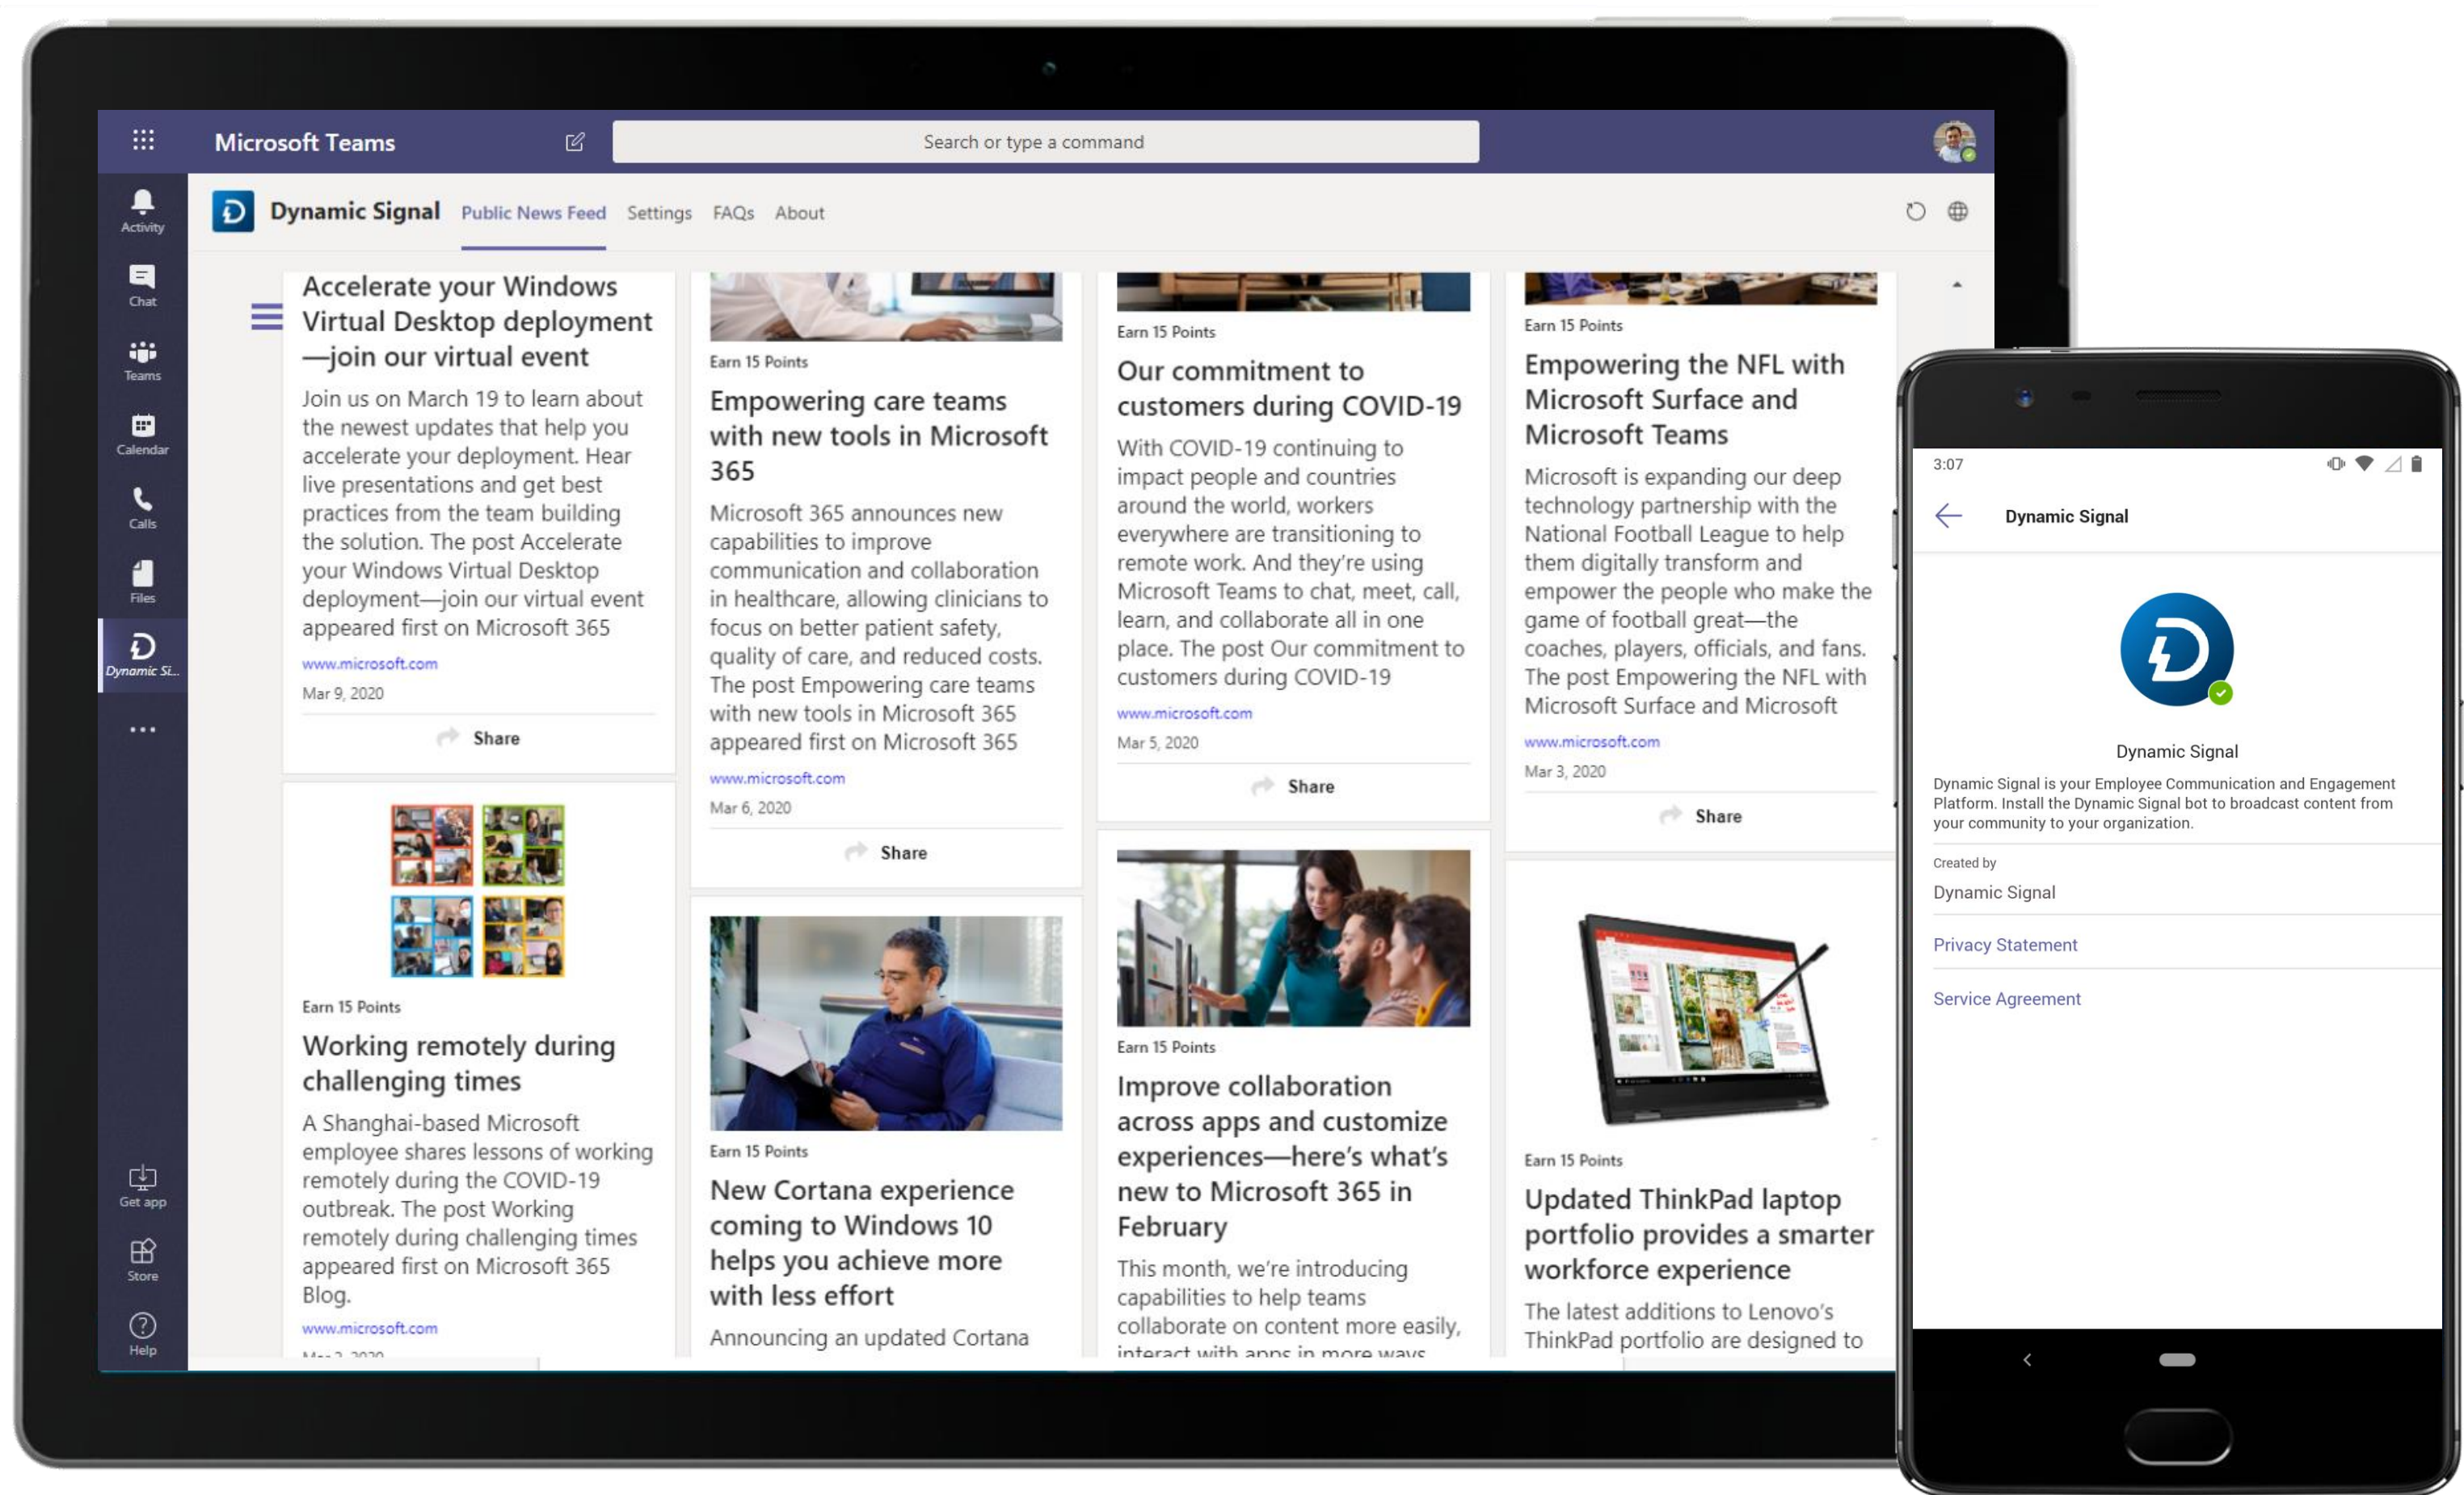 Microsoft Teams
Search or type a command
Activity
Chat
Teams
Calendar
Calls
Files
Dynamic Si...
Get app
Store
Help
Dynamic Signal
Public News Feed
Settings
FAQs
About
Accelerate your Windows
Virtual Desktop deployment
—join our virtual event
Join us on March 19 to learn about
the newest updates that help you
accelerate your deployment. Hear
live presentations and get best
practices from the team building
the solution. The post Accelerate
your Windows Virtual Desktop
deployment—join our virtual event
appeared first on Microsoft 365
www.microsoft.com
Mar 9, 2020
Share
Earn 15 Points
Working remotely during
challenging times
A Shanghai-based Microsoft
employee shares lessons of working
remotely during the COVID-19
outbreak. The post Working
remotely during challenging times
appeared first on Microsoft 365
Blog.
www.microsoft.com
Earn 15 Points
Empowering care teams
with new tools in Microsoft
365
Microsoft 365 announces new
capabilities to improve
communication and collaboration
in healthcare, allowing clinicians to
focus on better patient safety,
quality of care, and reduced costs.
The post Empowering care teams
with new tools in Microsoft 365
appeared first on Microsoft 365
www.microsoft.com
Mar 6, 2020
Share
Earn 15 Points
New Cortana experience
coming to Windows 10
helps you achieve more
with less effort
Announcing an updated Cortana
Earn 15 Points
Our commitment to
customers during COVID-19
With COVID-19 continuing to
impact people and countries
around the world, workers
everywhere are transitioning to
remote work. And they're using
Microsoft Teams to chat, meet, call,
learn, and collaborate all in one
place. The post Our commitment to
customers during COVID-19
www.microsoft.com
Mar 5, 2020
Share
Earn 15 Points
Improve collaboration
across apps and customize
experiences—here's what's
new to Microsoft 365 in
February
This month, we're introducing
capabilities to help teams
collaborate on content more easily,
interact with apps in more ways
Earn 15 Points
Empowering the NFL with
Microsoft Surface and
Microsoft Teams
Microsoft is expanding our deep
technology partnership with the
National Football League to help
them digitally transform and
empower the people who make the
game of football great—the
coaches, players, officials, and fans.
The post Empowering the NFL with
Microsoft Surface and Microsoft
www.microsoft.com
Mar 3, 2020
Share
Earn 15 Points
Updated ThinkPad laptop
portfolio provides a smarter
workforce experience
The latest additions to Lenovo's
ThinkPad portfolio are designed to
3:07
Dynamic Signal
Dynamic Signal
Dynamic Signal is your Employee Communication and Engagement
Platform. Install the Dynamic Signal bot to broadcast content from
your community to your organization.
Created by
Dynamic Signal
Privacy Statement
Service Agreement